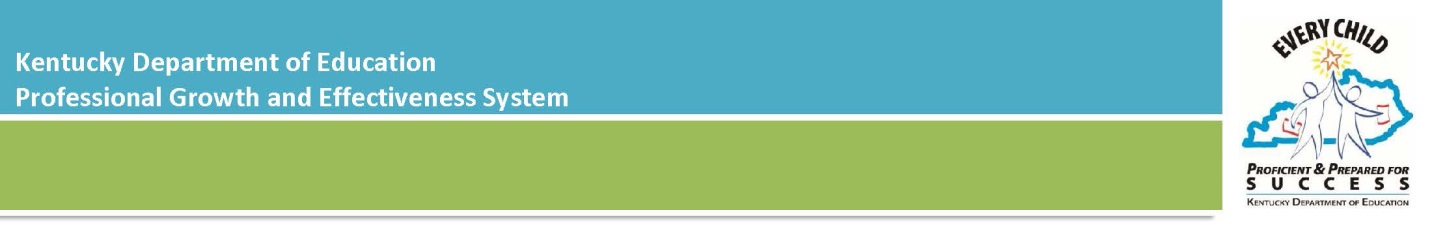 Kentucky Department of Education
Professional Growth and Effectiveness System
EVERY CHILD
PROFICIENT & PREPARED FOR
SUCCESS
KENTUCKY DEPARTMENT OF EDUCATION